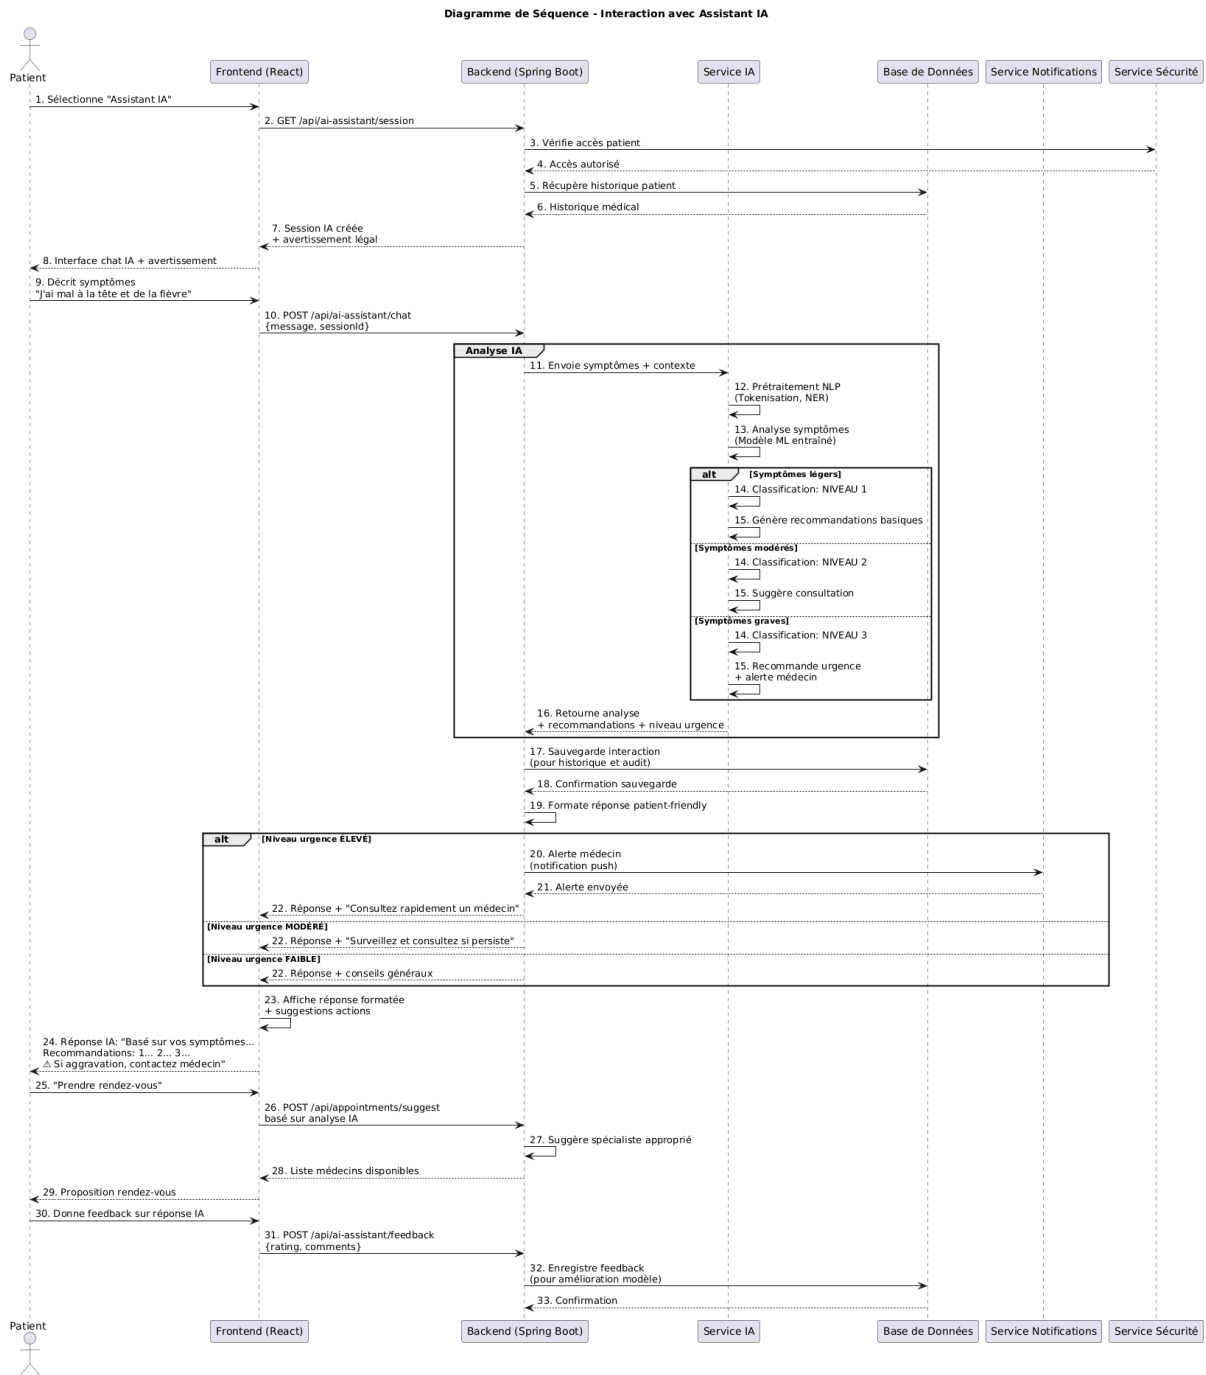 Diagramme de Séquence - Interaction avec Assistant IA
Patient
Frontend (React)
Backend (Spring Boot)
Service IA
Base de Données
Service Notifications
Service Sécurité
1. Sélectionne "Assistant IA"
2. GET /api/ai-assistant/session
3. Vérifie accès patient
4. Accès autorisé
5. Récupère historique patient
6. Historique médical
7. Session IA créée
+ avertissement légal
8. Interface chat IA + avertissement
9. Décrit symptômes
"J'ai mal à la tête et de la fièvre"
10. POST /api/ai-assistant/chat
{message, sessionId}
Analyse IA
11. Envoie symptômes + contexte
12. Prétraitement NLP
(Tokenisation, NER)
13. Analyse symptômes
(Modèle ML entraîné)
alt [Symptômes légers]
14. Classification: NIVEAU 1
15. Génère recommandations basiques
[Symptômes modérés]
14. Classification: NIVEAU 2
15. Suggère consultation
[Symptômes graves]
14. Classification: NIVEAU 3
15. Recommande urgence
+ alerte médecin
16. Retourne analyse
+ recommandations + niveau urgence
17. Sauvegarde interaction
(pour historique et audit)
18. Confirmation sauvegarde
19. Formate réponse patient-friendly
alt [Niveau urgence ÉLEVÉ]
20. Alerte médecin
(notification push)
21. Alerte envoyée
22. Réponse + "Consultez rapidement un médecin"
[Niveau urgence MODÉRÉ]
22. Réponse + "Surveillez et consultez si persiste"
[Niveau urgence FAIBLE]
22. Réponse + conseils généraux
23. Affiche réponse formatée
+ suggestions actions
24. Réponse IA: "Basé sur vos symptômes...
Recommandations: 1... 2... 3...
⚠ Si aggravation, contactez médecin"
25. "Prendre rendez-vous"
26. POST /api/appointments/suggest
basé sur analyse IA
27. Suggère spécialiste approprié
28. Liste médecins disponibles
29. Proposition rendez-vous
30. Donne feedback sur réponse IA
31. POST /api/ai-assistant/feedback
{rating, comments}
32. Enregistre feedback
(pour amélioration modèle)
33. Confirmation
Patient
Frontend (React)
Backend (Spring Boot)
Service IA
Base de Données
Service Notifications
Service Sécurité